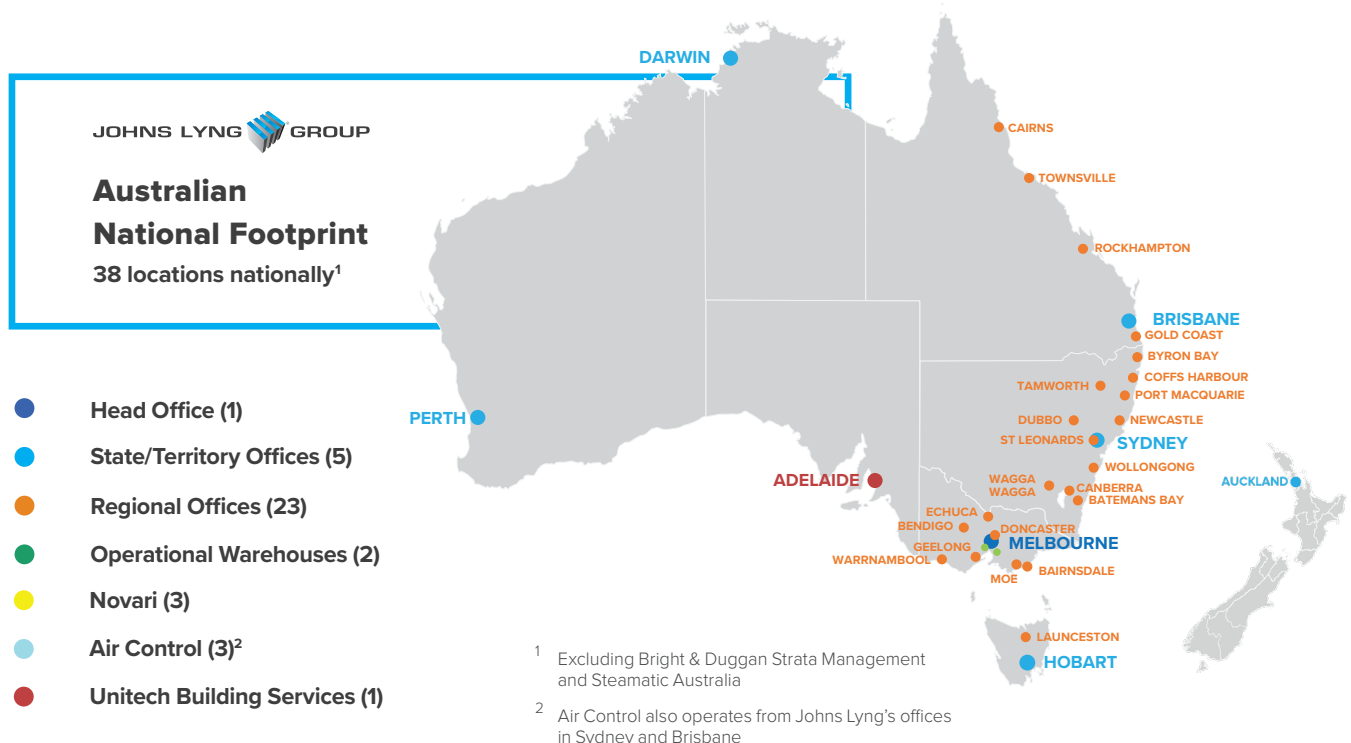 JOHNS LYNG GROUP
Australian
National Footprint
38 locations nationally¹
Head Office (1)
State/Territory Offices (5)
Regional Offices (23)
Operational Warehouses (2)
Novari (3)
Air Control (3)²
Unitech Building Services (1)
DARWIN
CAIRNS
TOWNSVILLE
ROCKHAMPTON
BRISBANE
GOLD COAST
BYRON BAY
COFFS HARBOUR
TAMWORTH
PORT MACQUARIE
PERTH
DUBBO
NEWCASTLE
ST LEONARDS
SYDNEY
WOLLONGONG
ADELAIDE
WAGGA
WAGGA
CANBERRA
BATEMANS BAY
AUCKLAND
ECHUCA
BENDIGO
DONCASTER
MELBOURNE
GEELONG
WARRNAMBOOL
MOE
BAIRNSDALE
LAUNCESTON
HOBART
1 Excluding Bright & Duggan Strata Management
and Steamatic Australia
2 Air Control also operates from Johns Lyng's offices
in Sydney and Brisbane